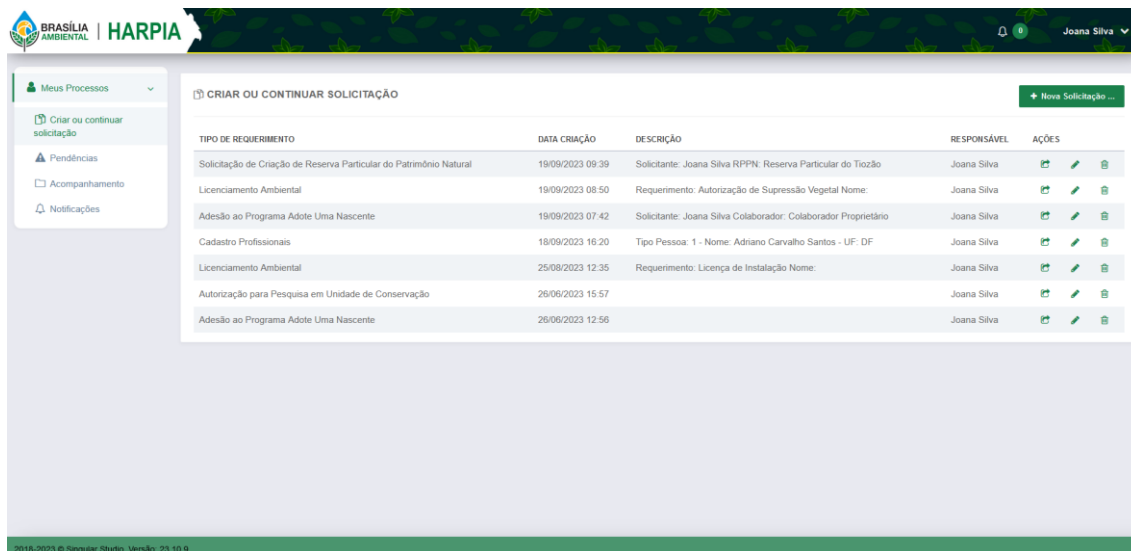 BRASÍLIA
AMBIENTAL
HARPIA
0
Joana Silva
Meus Processos
Criar ou continuar
solicitação
Pendências
Acompanhamento
Notificações
CRIAR OU CONTINUAR SOLICITAÇÃO
+ Nova Solicitação ...
TIPO DE REQUERIMENTO DATA CRIAÇÃO DESCRIÇÃO RESPONSÁVEL AÇÕES
Solicitação de Criação de Reserva Particular do Patrimônio Natural 19/09/2023 09:39 Solicitante: Joana Silva RPPN: Reserva Particular do Tiozão Joana Silva
Licenciamento Ambiental 19/09/2023 08:50 Requerimento: Autorização de Supressão Vegetal Nome: Joana Silva
Adesão ao Programa Adote Uma Nascente 19/09/2023 07:42 Solicitante: Joana Silva Colaborador: Colaborador Proprietário Joana Silva
Cadastro Profissionais 18/09/2023 16:20 Tipo Pessoa: 1 - Nome: Adriano Carvalho Santos - UF: DF Joana Silva
Licenciamento Ambiental 25/08/2023 12:35 Requerimento: Licença de Instalação Nome: Joana Silva
Autorização para Pesquisa em Unidade de Conservação 26/06/2023 15:57 Joana Silva
Adesão ao Programa Adote Uma Nascente 26/06/2023 12:56 Joana Silva
2018-2023 © Singular Studio. Versão: 23.10.9